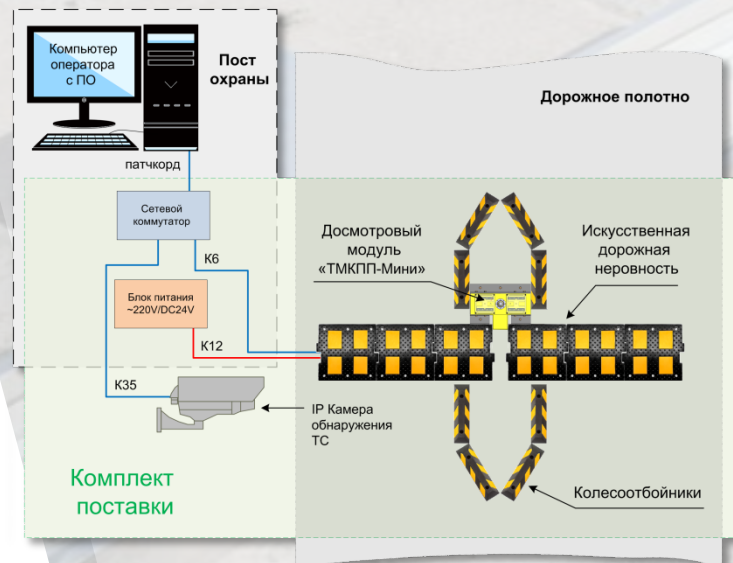 Компьютер
оператора
с ПО
Пост
охраны
Дорожное полотно
патчкорд
Сетевой
коммутатор
К6
Блок питания
~220V/DC24V
К12
К35
IP Камера
обнаружения
ТС
Досмотровый
модуль
«ТМКПП-Мини»
Искусственная
дорожная
неровность
Колесоотбойники
Комплект
поставки